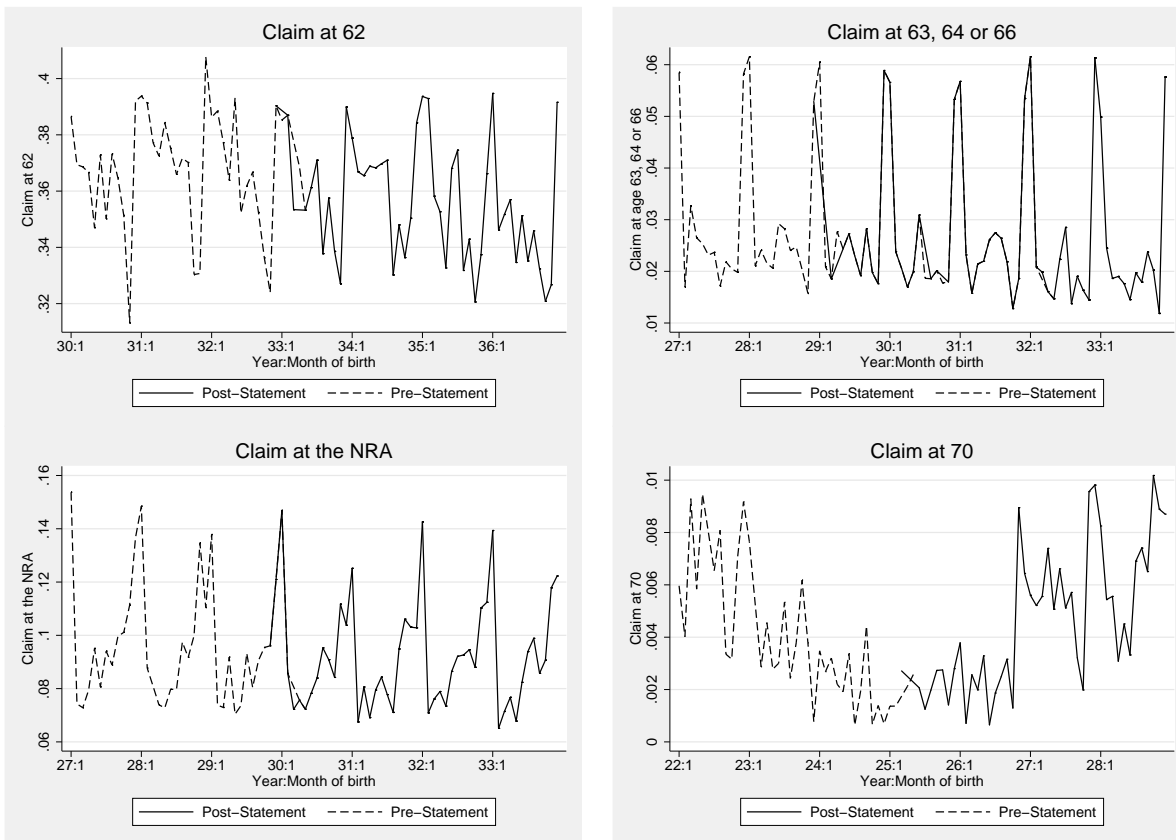 Claim at 62
Claim at 62
.4
.38
.36
.34
.32
30:1 31:1 32:1 33:1 34:1 35:1 36:1
Year:Month of birth
Post−Statement Pre−Statement
Claim at 63, 64 or 66
Claim at age 63, 64 or 66
.06
.05
.04
.03
.02
.01
27:1 28:1 29:1 30:1 31:1 32:1 33:1
Year:Month of birth
Post−Statement Pre−Statement
Claim at the NRA
Claim at the NRA
.16
.14
.12
.1
.08
.06
27:1 28:1 29:1 30:1 31:1 32:1 33:1
Year:Month of birth
Post−Statement Pre−Statement
Claim at 70
Claim at 70
.01
.008
.006
.004
.002
0
22:1 23:1 24:1 25:1 26:1 27:1 28:1
Year:Month of birth
Post−Statement Pre−Statement